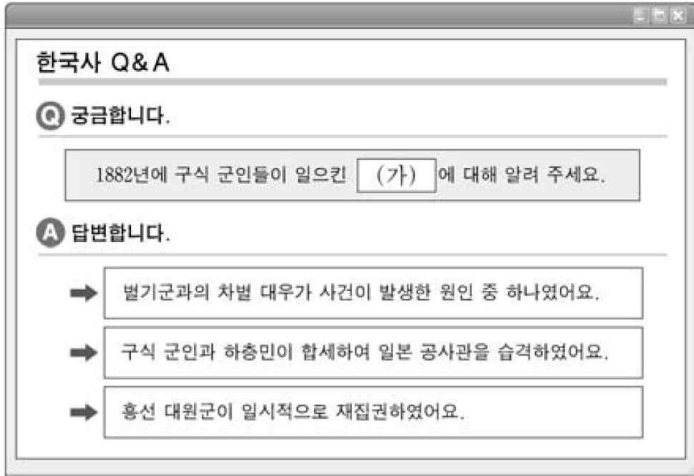 한국사 Q&A
Q 궁금합니다.
1882년에 구식 군인들이 일으킨 (가) 에 대해 알려 주세요.
A 답변합니다.
별기군과의 차별 대우가 사건이 발생한 원인 중 하나였어요.
구식 군인과 하층민이 합세하여 일본 공사관을 습격하였어요.
흥선 대원군이 일시적으로 재집권하였어요.